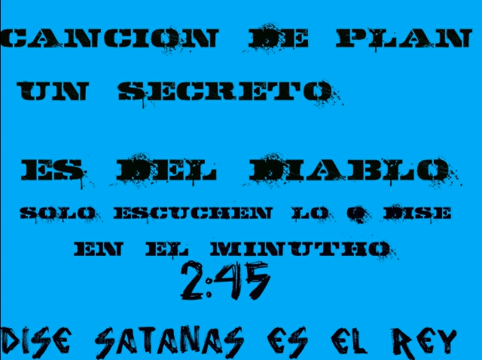 CANCION DE PLAN
UN SECRETO
ES DEL DIABLO
SOLO ESCUCHEN LO Q DISE
EN EL MINUTHO
2:45
DISE SATANAS ES EL REY